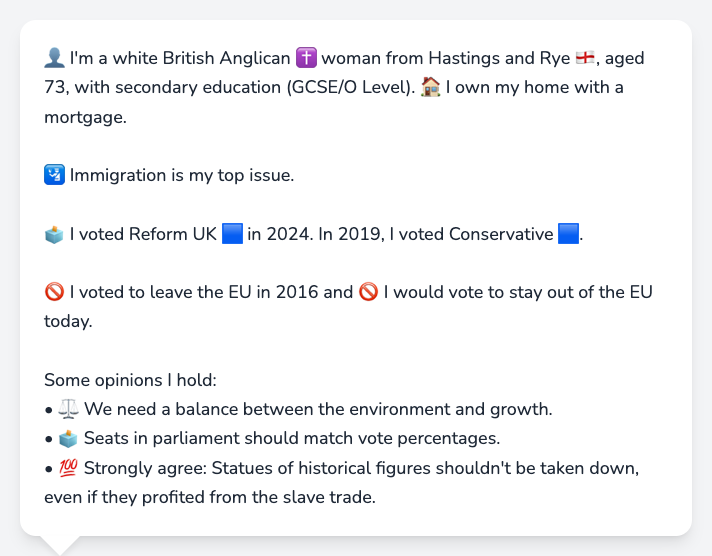 👤 I'm a white British Anglican ✝️ woman from Hastings and Rye 🏴󠁧󠁢󠁥󠁮󠁧󠁿, aged
73, with secondary education (GCSE/O Level). 🏠 I own my home with a
mortgage.
🛂 Immigration is my top issue.
🗳️ I voted Reform UK 🟦 in 2024. In 2019, I voted Conservative 🟦.
🚫 I voted to leave the EU in 2016 and 🚫 I would vote to stay out of the EU
today.
Some opinions I hold:
• ⚖️ We need a balance between the environment and growth.
• 🗳️ Seats in parliament should match vote percentages.
• 💯 Strongly agree: Statues of historical figures shouldn't be taken down,
even if they profited from the slave trade.